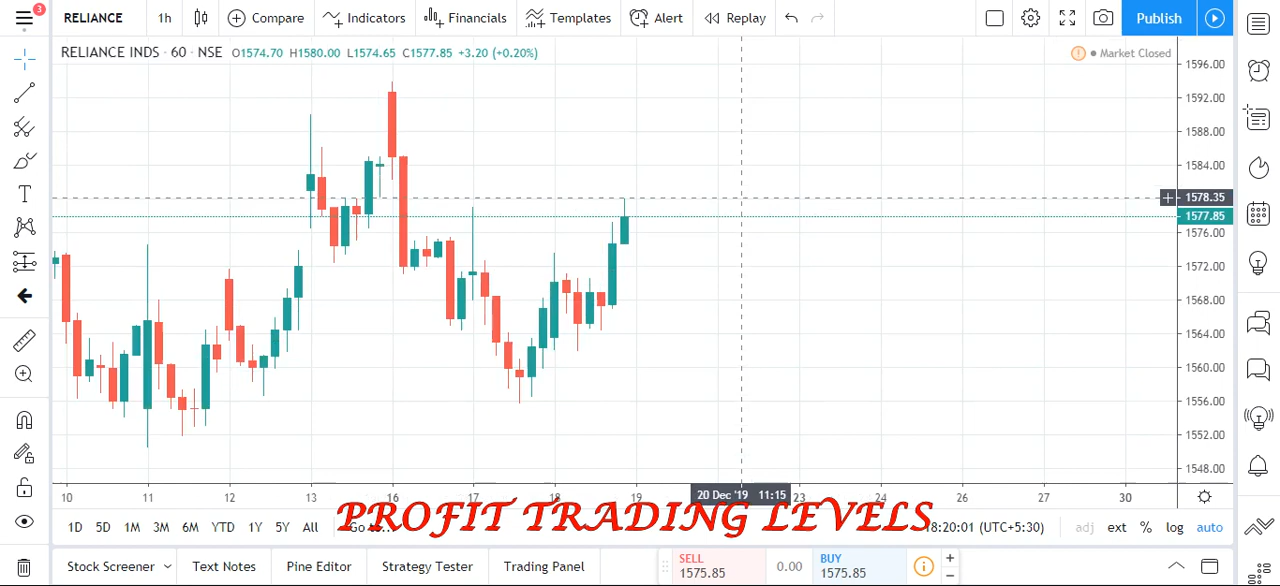 3
RELIANCE 1h Compare Indicators Financials Templates Alert Replay Publish
RELIANCE INDS · 60 · NSE O1574.70 H1580.00 L1574.65 C1577.85 +3.20 (+0.20%)
! Market Closed
1596.00
1592.00
1588.00
1584.00
1578.35
1577.85
1576.00
1572.00
1568.00
1564.00
1560.00
1556.00
1552.00
1548.00
10 11 12 13 16 17 18 19 20 Dec '19 11:15 23 24 26 27 30
PROFIT TRADING LEVELS
1D 5D 1M 3M 6M YTD 1Y 5Y All Go to... 18:20:01 (UTC+5:30) adj ext % log auto
Stock Screener Text Notes Pine Editor Strategy Tester Trading Panel
SELL 0.00 BUY
1575.85 1575.85